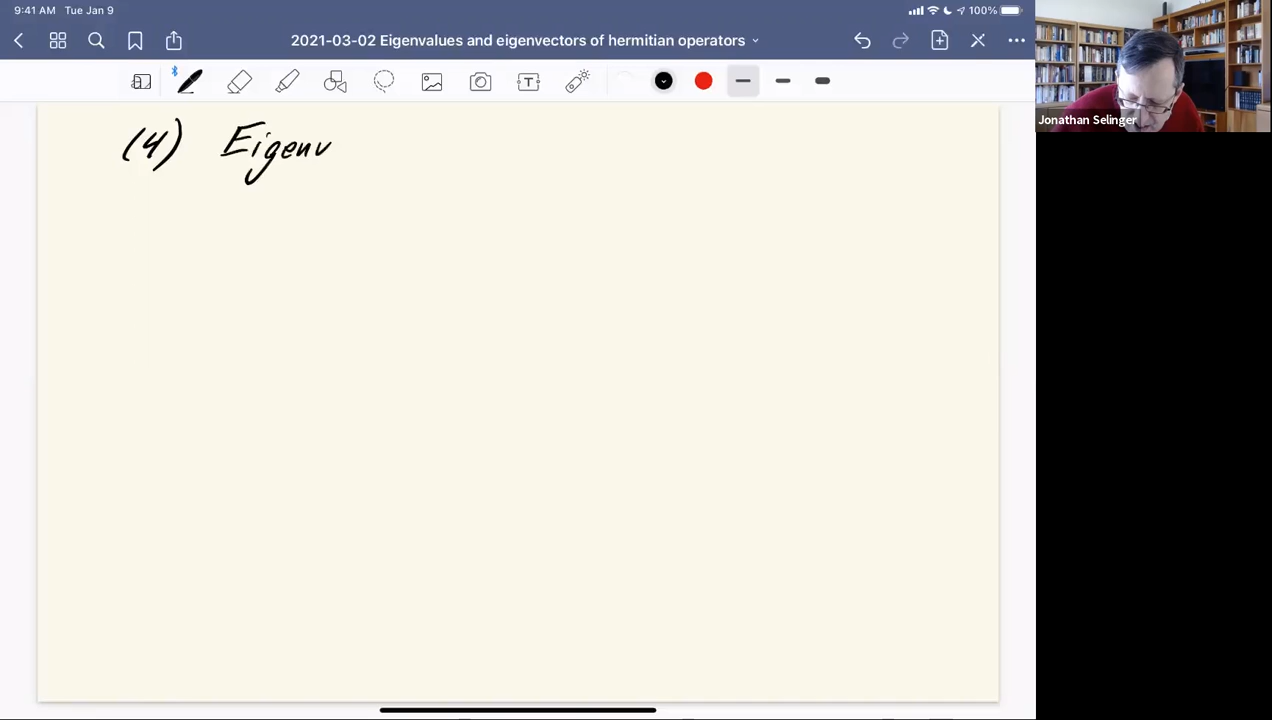 9:41 AM Tue Jan 9
100%
2021-03-02 Eigenvalues and eigenvectors of hermitian operators
T
Jonathan Selinger
(4) Eigenv